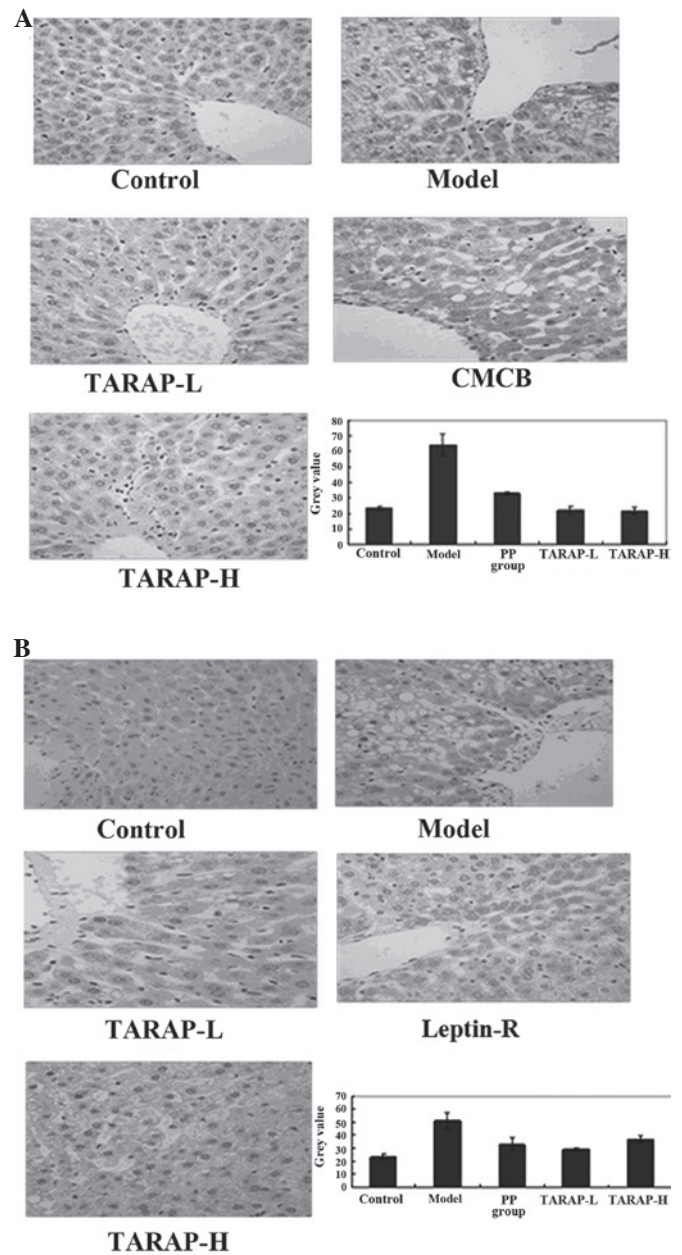 A
Control
Model
TARAP-L
CMCB
TARAP-H
80
70
60
50
40
30
20
10
0
Grey value
Control
Model
PP
group
TARAP-L
TARAP-H
B
Control
Model
TARAP-L
Leptin-R
TARAP-H
70
60
50
40
30
20
10
0
Grey value
Control
Model
PP
group
TARAP-L
TARAP-H